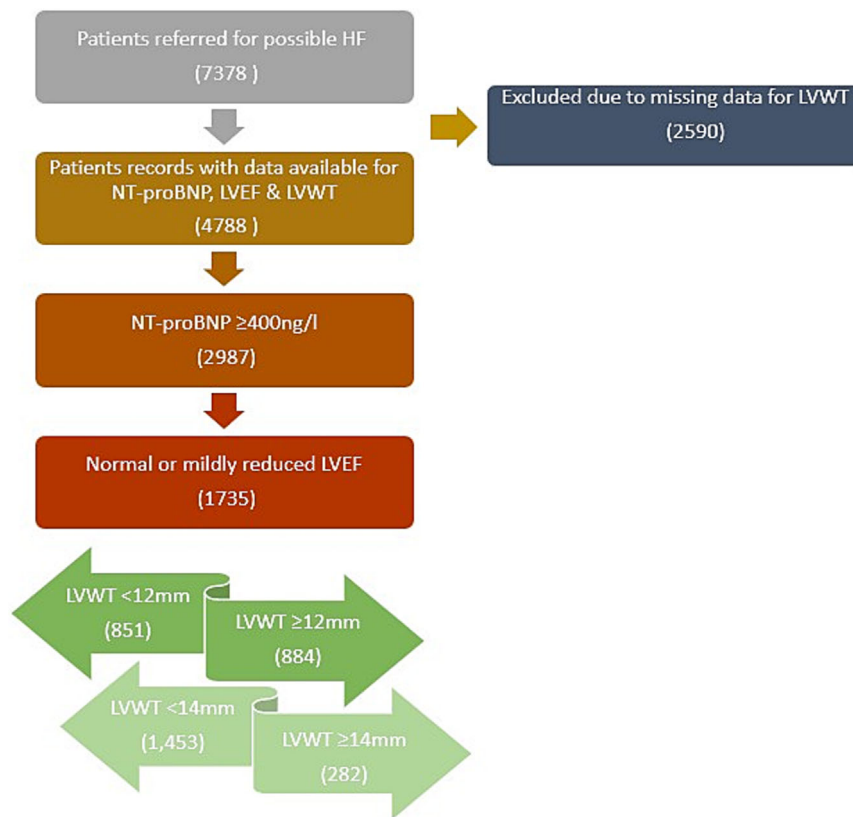 Patients referred for possible HF
(7378 )
Excluded due to missing data for LVWT
(2590)
Patients records with data available for
NT-proBNP, LVEF & LVWT
(4788 )
NT-proBNP ≥400ng/l
(2987)
Normal or mildly reduced LVEF
(1735)
LVWT <12mm
(851)
LVWT ≥12mm
(884)
LVWT <14mm
(1,453)
LVWT ≥14mm
(282)